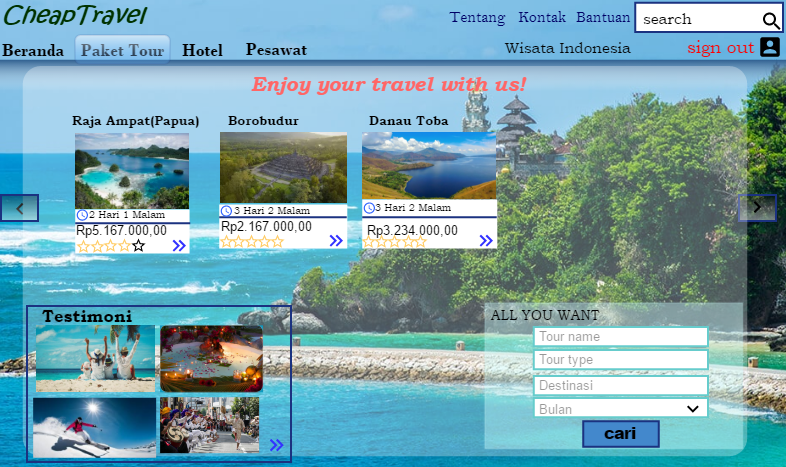 CheapTravel
Tentang Kontak Bantuan search
Beranda Paket Tour Hotel Pesawat Wisata Indonesia sign out
Enjoy your travel with us!
Raja Ampat(Papua) Borobudur Danau Toba
2 Hari 1 Malam 3 Hari 2 Malam 3 Hari 2 Malam
Rp5.167.000,00 Rp2.167.000,00 Rp3.234.000,00
Testimoni
ALL YOU WANT
Tour name
Tour type
Destinasi
Bulan
cari